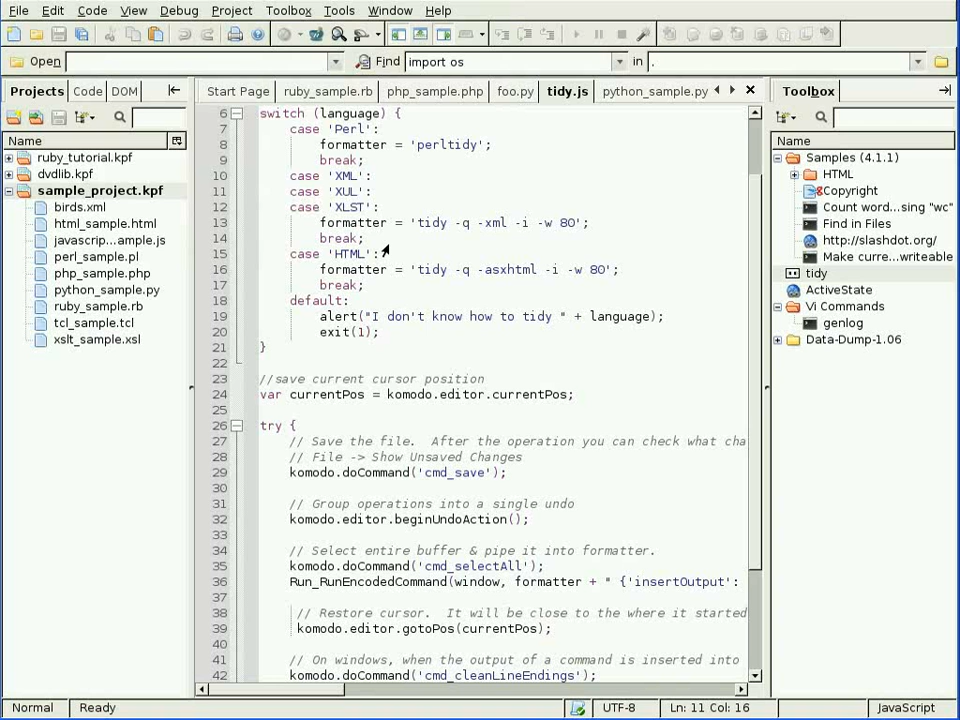 File Edit Code View Debug Project Toolbox Tools Window Help
Open Find import os in .
Projects Code DOM
Start Page ruby_sample.rb php_sample.php foo.py tidy.js python_sample.py
Toolbox
Name
ruby_tutorial.kpf
dvdlib.kpf
sample_project.kpf
birds.xml
html_sample.html
javascrip...ample.js
perl_sample.pl
php_sample.php
python_sample.py
ruby_sample.rb
tcl_sample.tcl
xslt_sample.xsl
6 switch (language) {
7 case 'Perl':
8 formatter = 'perltidy';
9 break;
10 case 'XML':
11 case 'XUL':
12 case 'XLST':
13 formatter = 'tidy -q -xml -i -w 80';
14 break;
15 case 'HTML':
16 formatter = 'tidy -q -asxhtml -i -w 80';
17 break;
18 default:
19 alert("I don't know how to tidy " + language);
20 exit(1);
21 }
22
23 //save current cursor position
24 var currentPos = komodo.editor.currentPos;
25
26 try {
27 // Save the file.  After the operation you can check what cha
28 // File -> Show Unsaved Changes
29 komodo.doCommand('cmd_save');
30
31 // Group operations into a single undo
32 komodo.editor.beginUndoAction();
33
34 // Select entire buffer & pipe it into formatter.
35 komodo.doCommand('cmd_selectAll');
36 Run_RunEncodedCommand(window, formatter + " {'insertOutput':
37
38 // Restore cursor.  It will be close to the where it started
39 komodo.editor.gotoPos(currentPos);
40
41 // On windows, when the output of a command is inserted into
42 komodo.doCommand('cmd_cleanLineEndings');
Name
Samples (4.1.1)
HTML
Copyright
Count word...sing "wc"
Find in Files
http://slashdot.org/
Make curre...writeable
tidy
ActiveState
Vi Commands
genlog
Data-Dump-1.06
Normal Ready UTF-8 Ln: 11 Col: 16 JavaScript